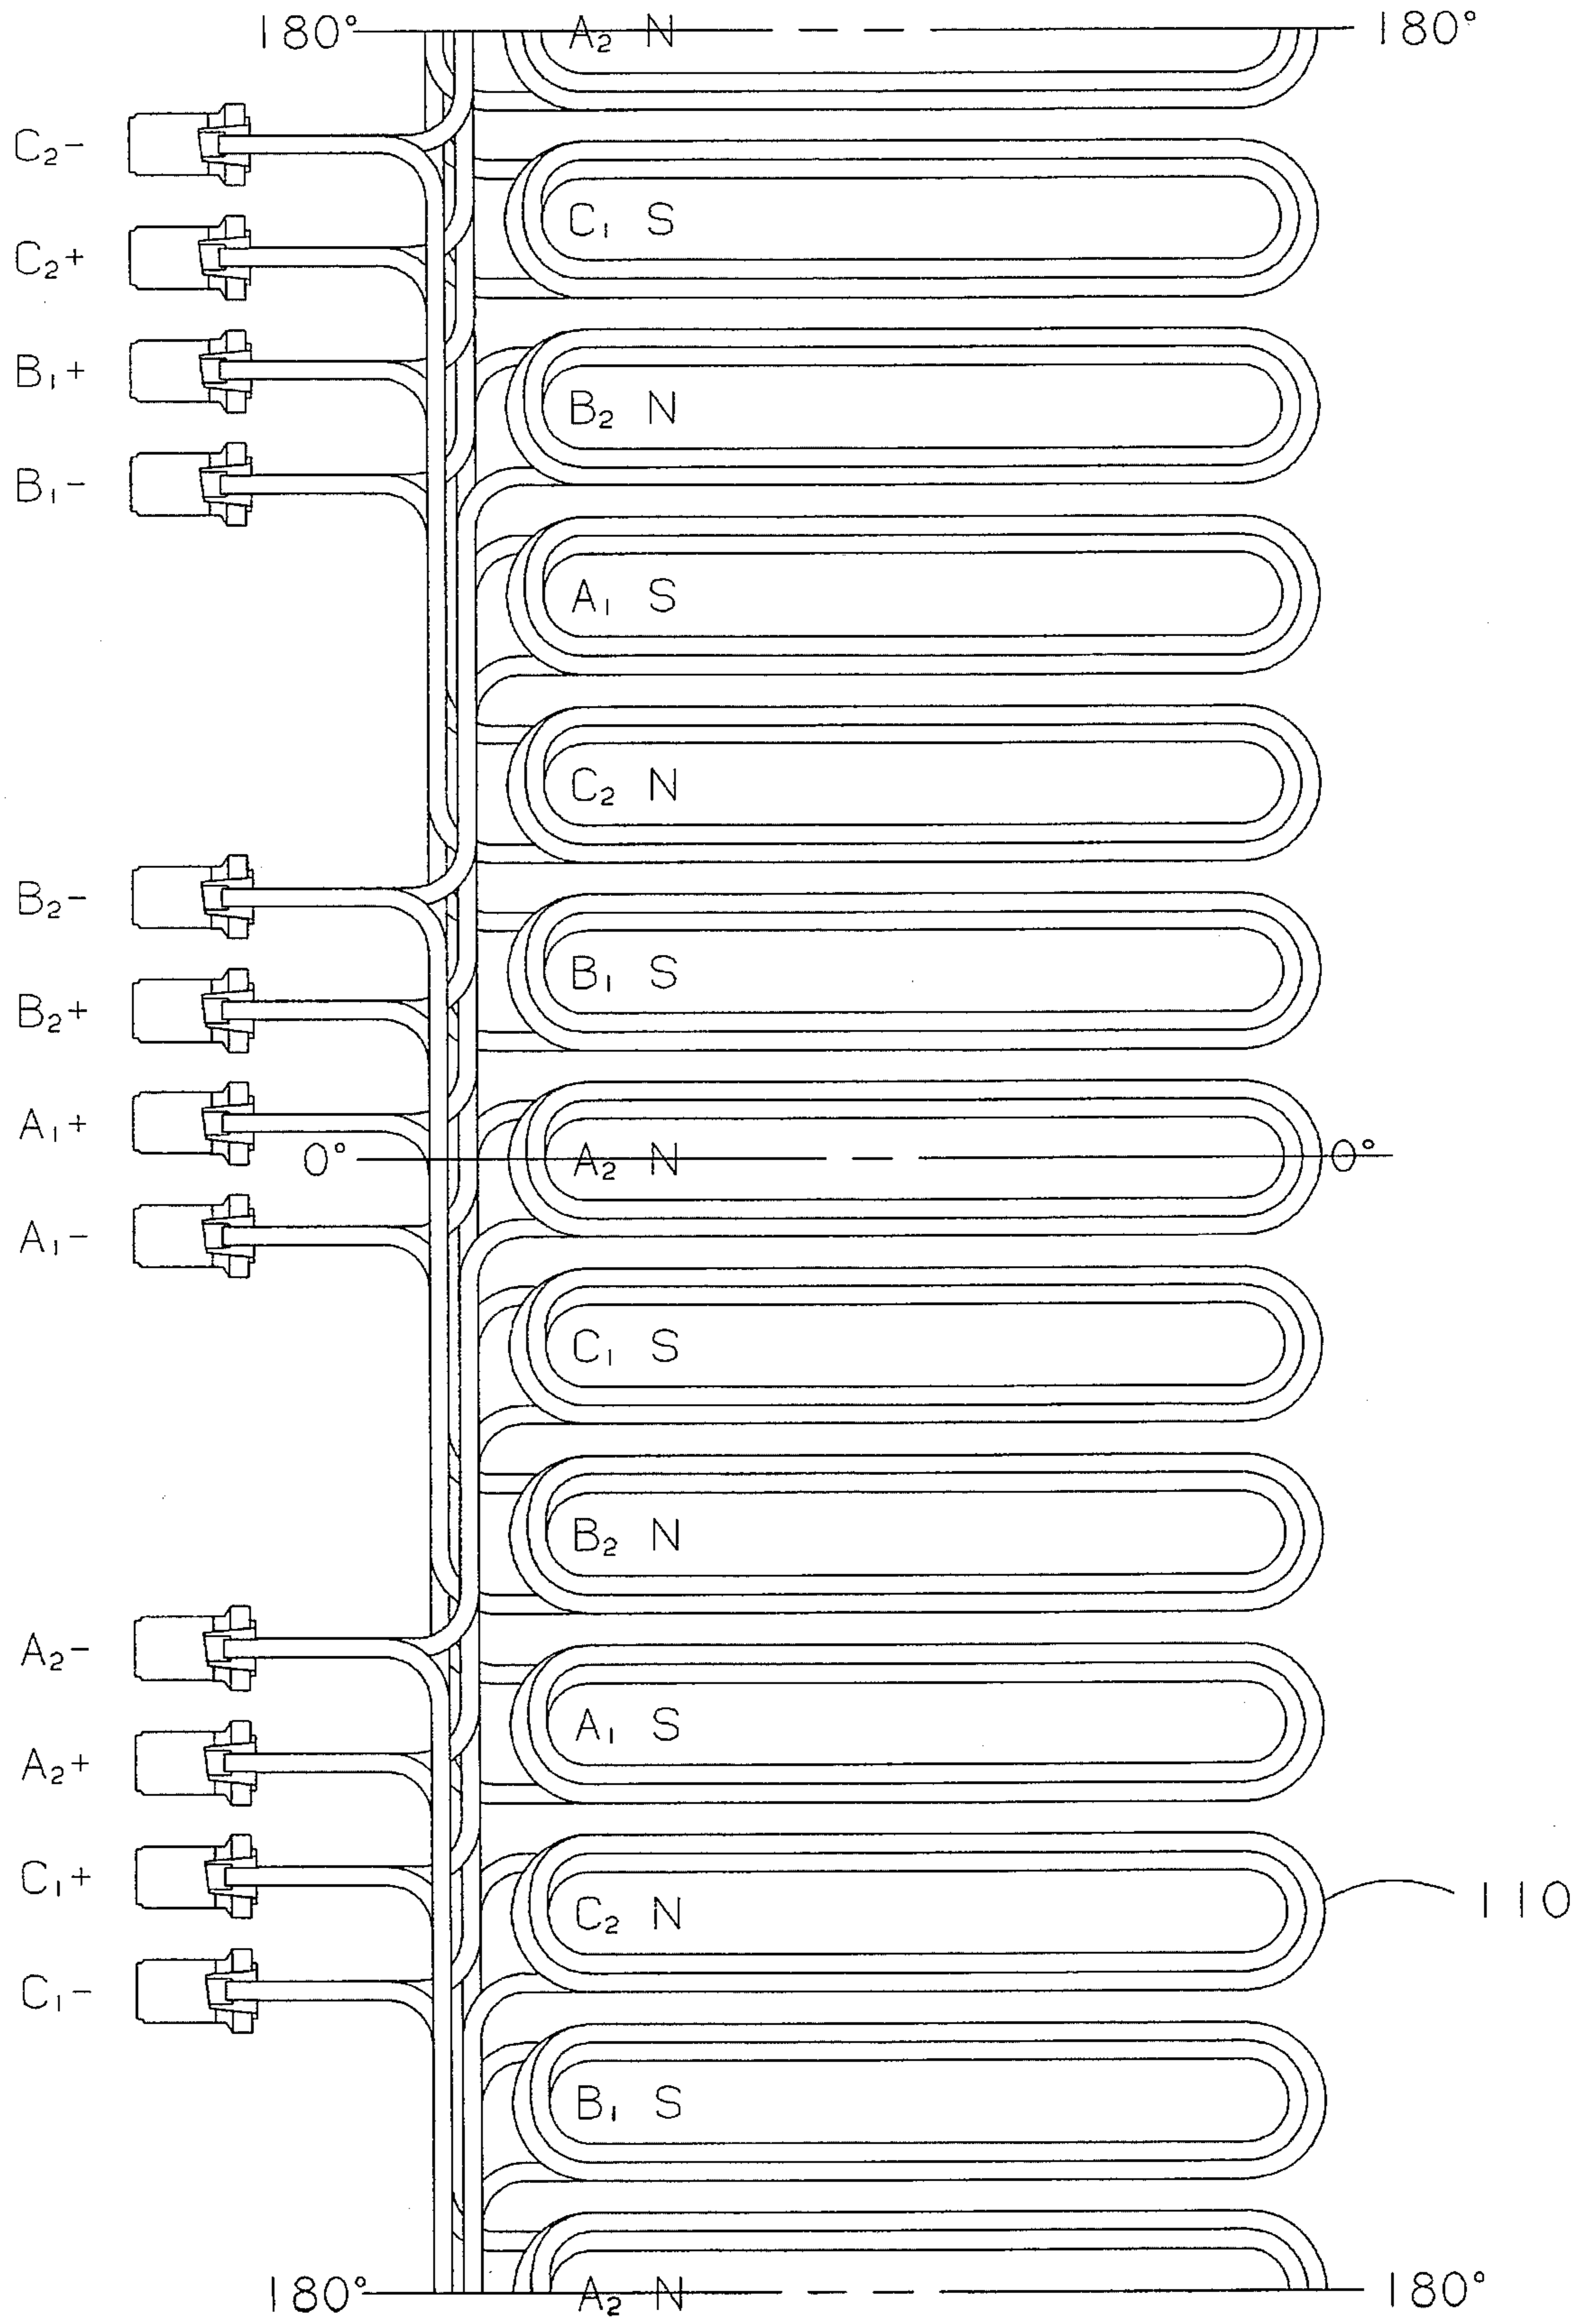 180° A₂ N 180°
C₂-
C₁ S
C₂+
B₁+
B₂ N
B₁-
A₁ S
C₂ N
B₂-
B₁ S
B₂+
A₁+
0° A₂ N 0°
A₁-
C₁ S
B₂ N
A₂-
A₁ S
A₂+
C₁+
C₂ N 110
C₁-
B₁ S
180° A₂ N 180°